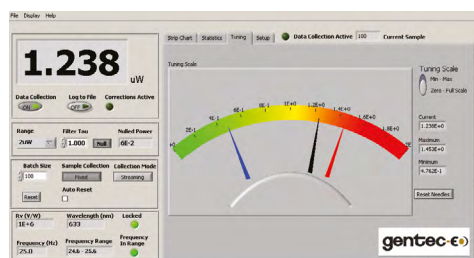 File Display Help
Strip Chart Statistics Tuning Setup Data Collection Active 100 Current Sample
1.238
uW
Data Collection Log to File Corrections Active
ON OFF
Range Filter Tau Nulled Power
2uW 1.000 Null 6E-2
Batch Size Sample Collection Collection Mode
100 Fixed Streaming
Auto Reset
Reset
Rv (V/W) Wavelength (nm) Locked
1E+6 633
Frequency (Hz) Frequency Range Frequency In Range
25.0 24.6 - 25.6
Tuning Scale
2E-1 4E-1 6E-1 8E-1 1E+0 1.2E+0 1.4E+0 1.6E+0 1.8E+0
Tuning Scale
Min - Max
Zero - Full Scale
Current
1.238E+0
Maximum
1.453E+0
Minimum
4.762E-1
Reset Needles
gentec-eo